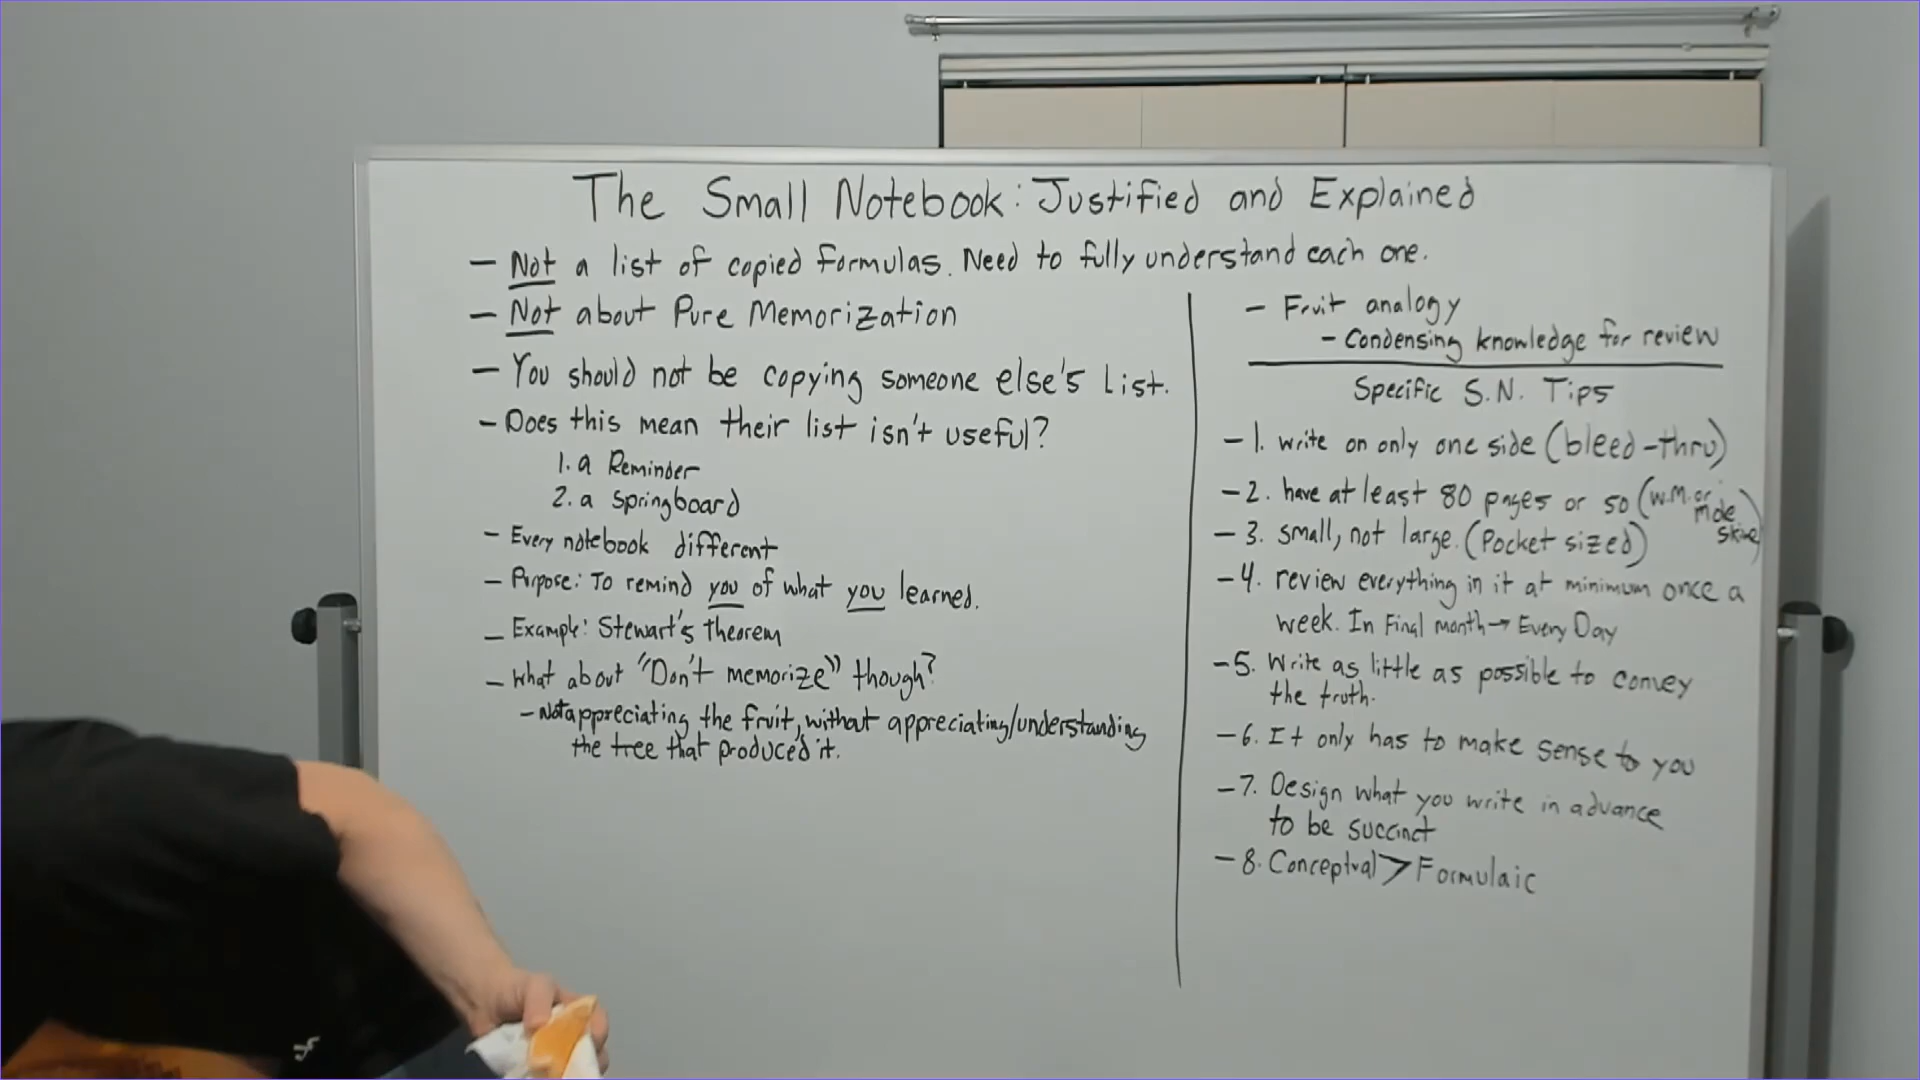 The Small Notebook: Justified and Explained
- Not a list of copied formulas. Need to fully understand each one.
- Not about Pure Memorization
- You should not be copying someone else's List.
- Does this mean their list isn't useful?
1. a Reminder
2. a Springboard
- Every notebook different
- Purpose: To remind you of what you learned.
- Example: Stewart's Theorem
- What about "Don't memorize" though?
- Not appreciating the fruit, without appreciating/understanding
the tree that produced it.
- Fruit analogy
- Condensing knowledge for review
Specific S.N. Tips
- 1. write on only one side (bleed-thru)
- 2. have at least 80 pages or so (W.M. or
mole
skine)
- 3. small, not large. (Pocket sized)
- 4. review everything in it at minimum once a
week. In Final month → Every Day
- 5. Write as little as possible to convey
the truth.
- 6. It only has to make sense to you
- 7. Design what you write in advance
to be succinct
- 8. Conceptual > Formulaic